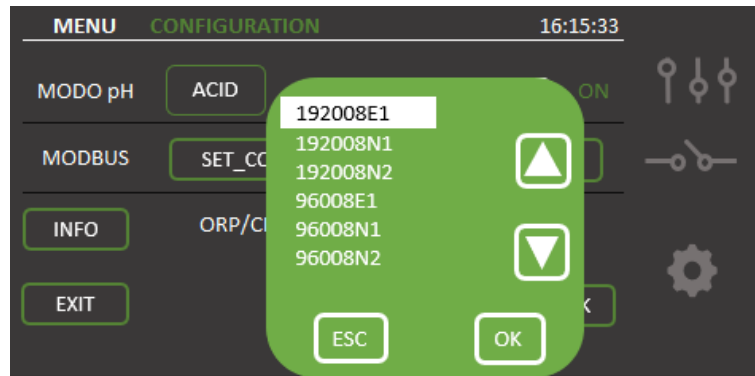 MENU CONFIGURATION 16:15:33
MODO pH ACID ON
192008E1
192008N1
192008N2
96008E1
96008N1
96008N2
MODBUS
INFO
EXIT
ESC OK